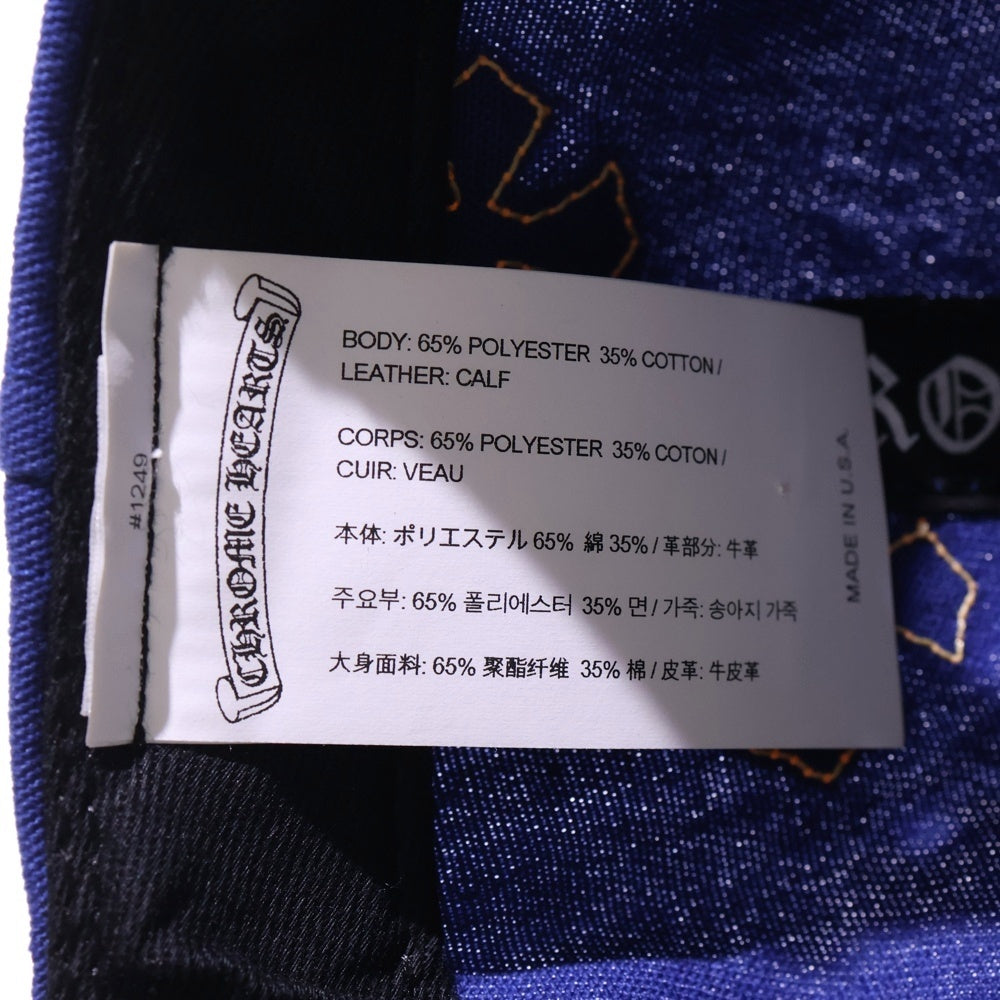 CHROME HEARTS
#1249
BODY: 65% POLYESTER 35% COTTON /
LEATHER: CALF
CORPS: 65% POLYESTER 35% COTON /
CUIR: VEAU
本体: ポリエステル 65% 綿 35% / 革部分: 牛革
주요부: 65% 폴리에스터 35% 면 / 가죽: 송아지 가죽
大身面料: 65% 聚酯纤维 35% 棉 / 皮革: 牛皮革
MADE IN U.S.A.
RO